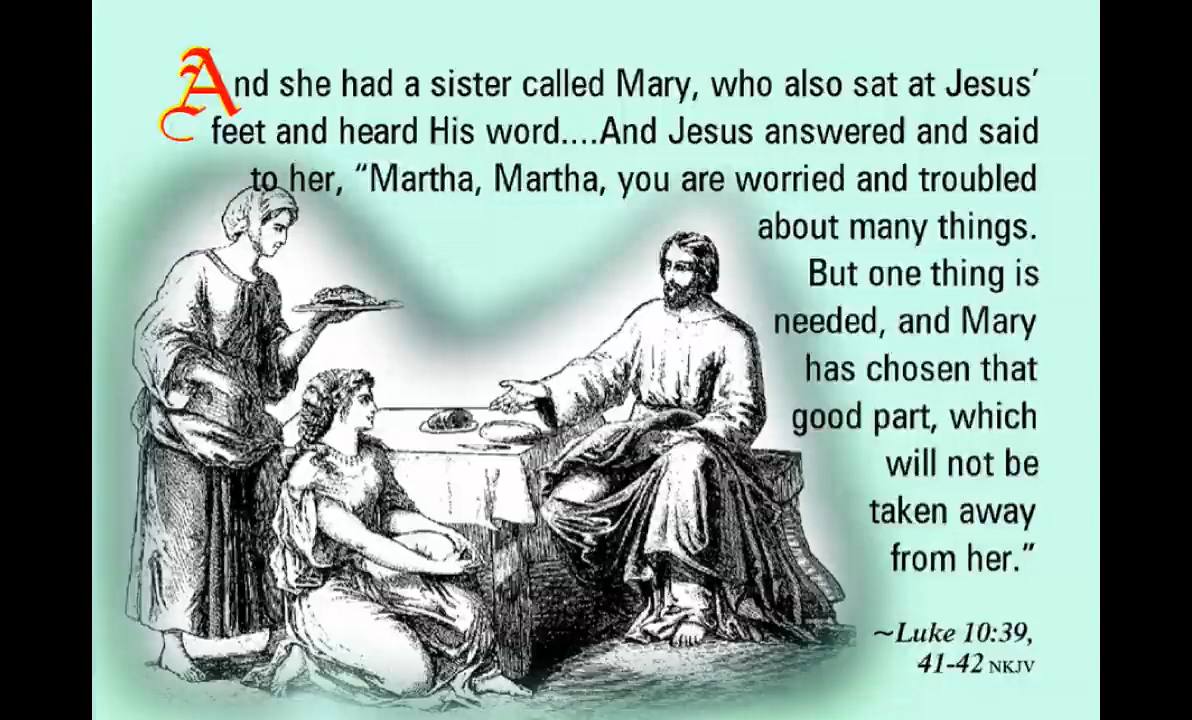 And she had a sister called Mary, who also sat at Jesus’
feet and heard His word....And Jesus answered and said
to her, “Martha, Martha, you are worried and troubled
about many things.
But one thing is
needed, and Mary
has chosen that
good part, which
will not be
taken away
from her.”
~Luke 10:39,
41-42 NKJV